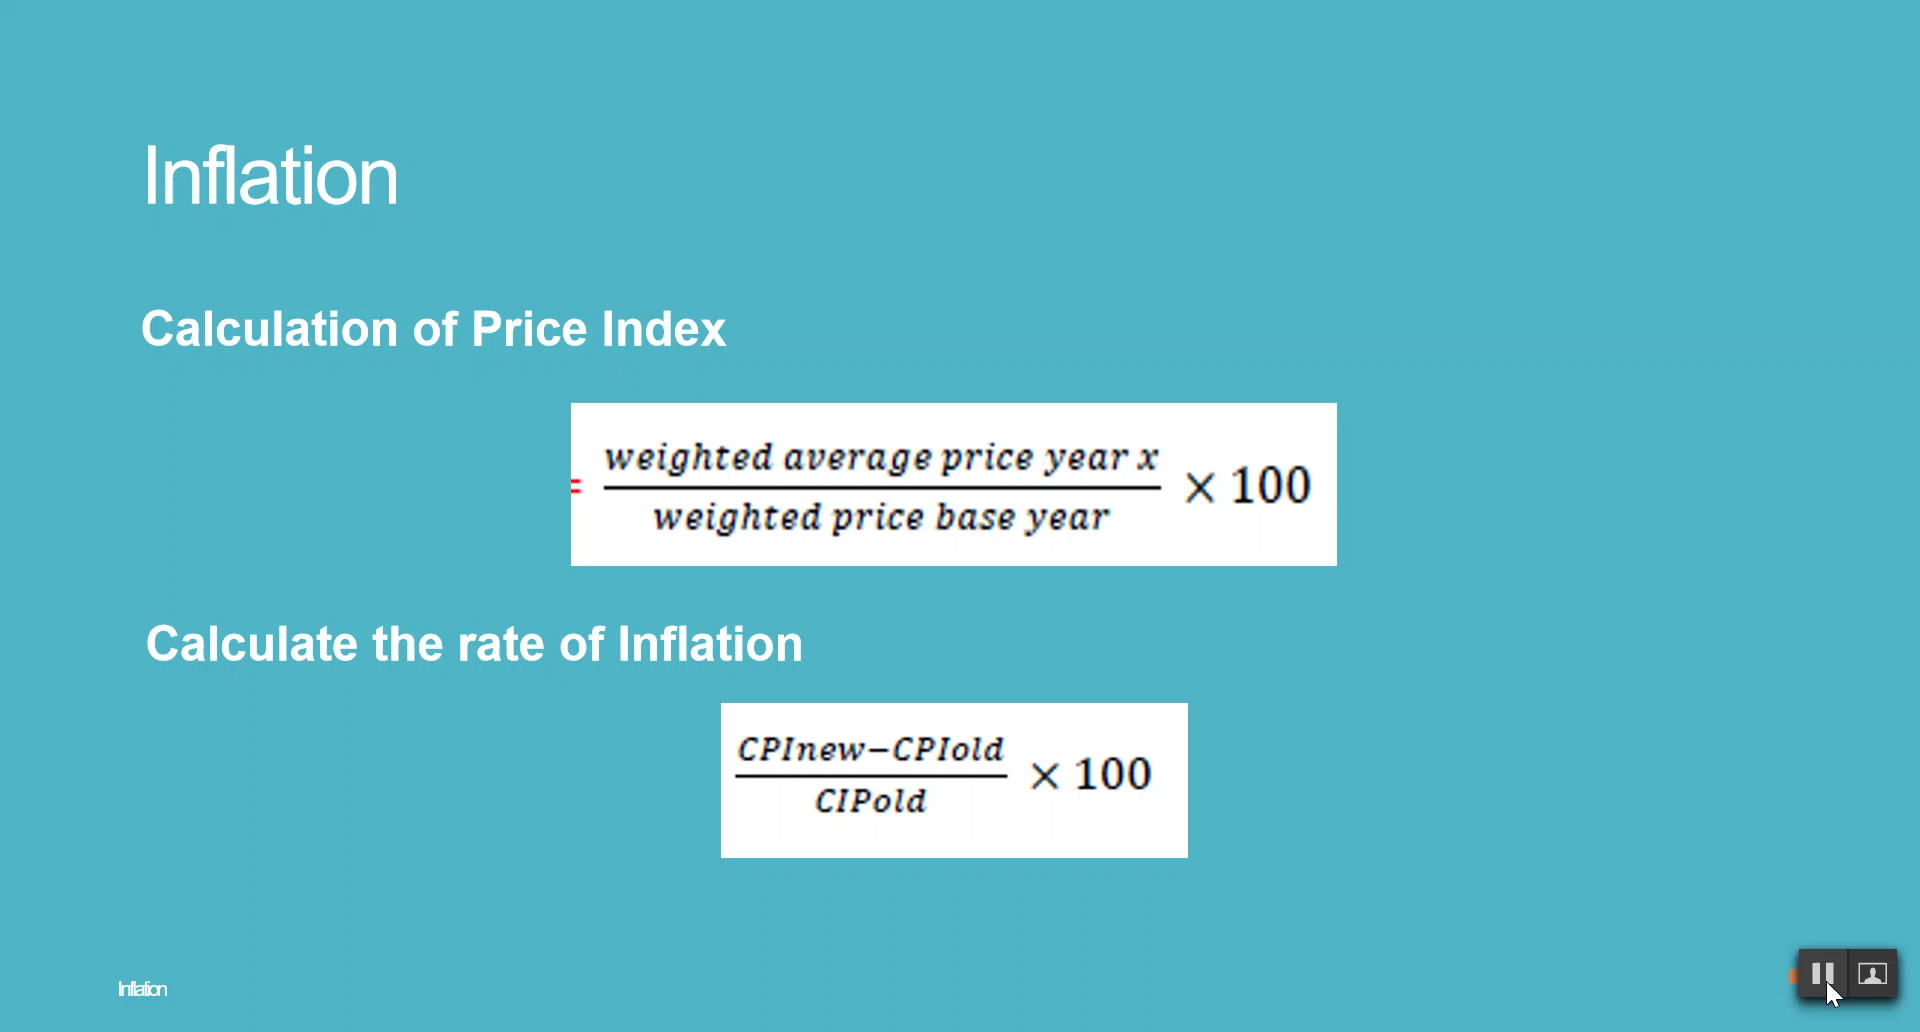 Inflation
Calculation of Price Index
= weighted average price year x
weighted price base year
× 100
Calculate the rate of Inflation
CPInew−CPIold
CIPold
× 100
Inflation